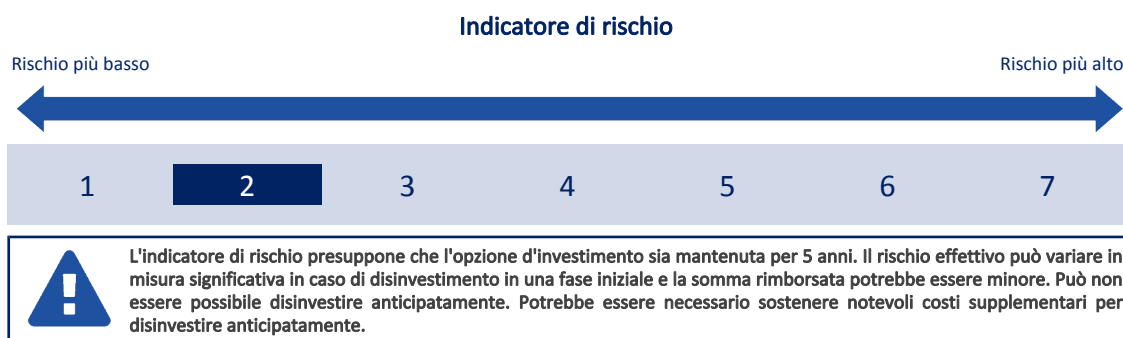 Indicatore di rischio
Rischio più basso
Rischio più alto
1 2 3 4 5 6 7
L'indicatore di rischio presuppone che l'opzione d'investimento sia mantenuta per 5 anni. Il rischio effettivo può variare in
misura significativa in caso di disinvestimento in una fase iniziale e la somma rimborsata potrebbe essere minore. Può non
essere possibile disinvestire anticipatamente. Potrebbe essere necessario sostenere notevoli costi supplementari per
disinvestire anticipatamente.